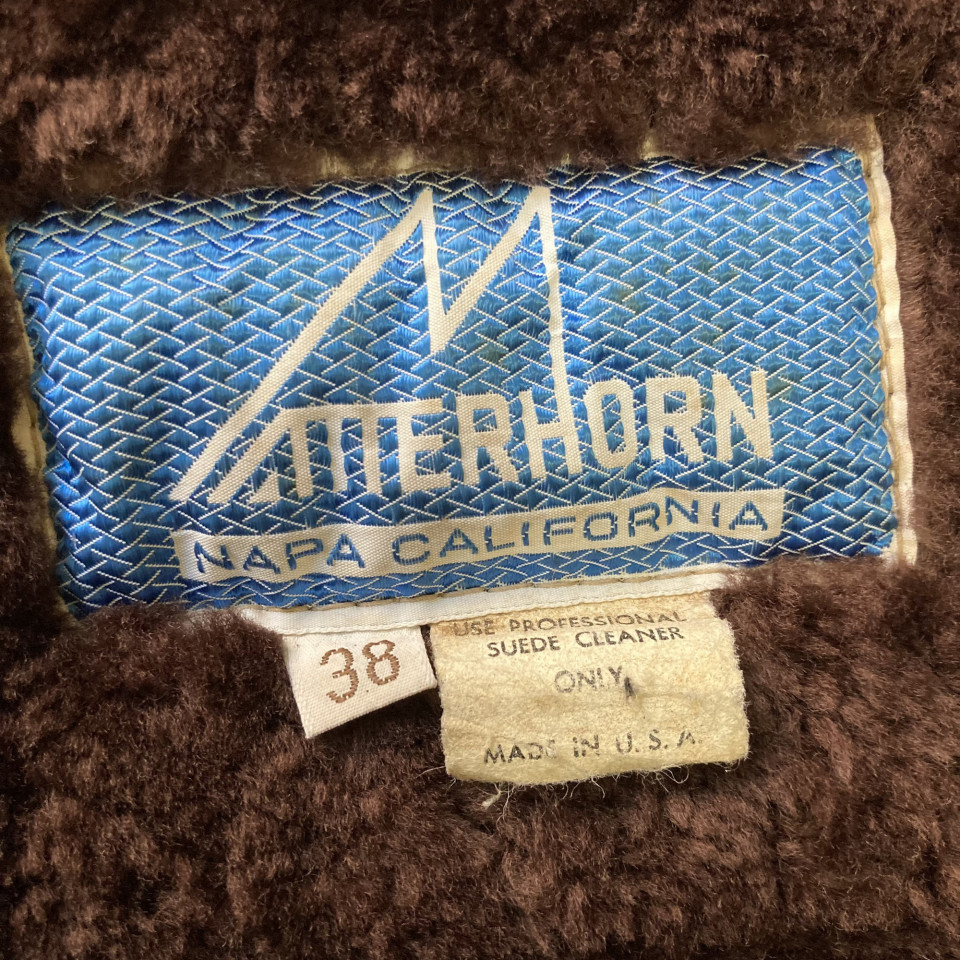 MATTERHORN
NAPA CALIFORNIA
38
USE PROFESSIONAL
SUEDE CLEANER
ONLY
MADE IN U.S.A.